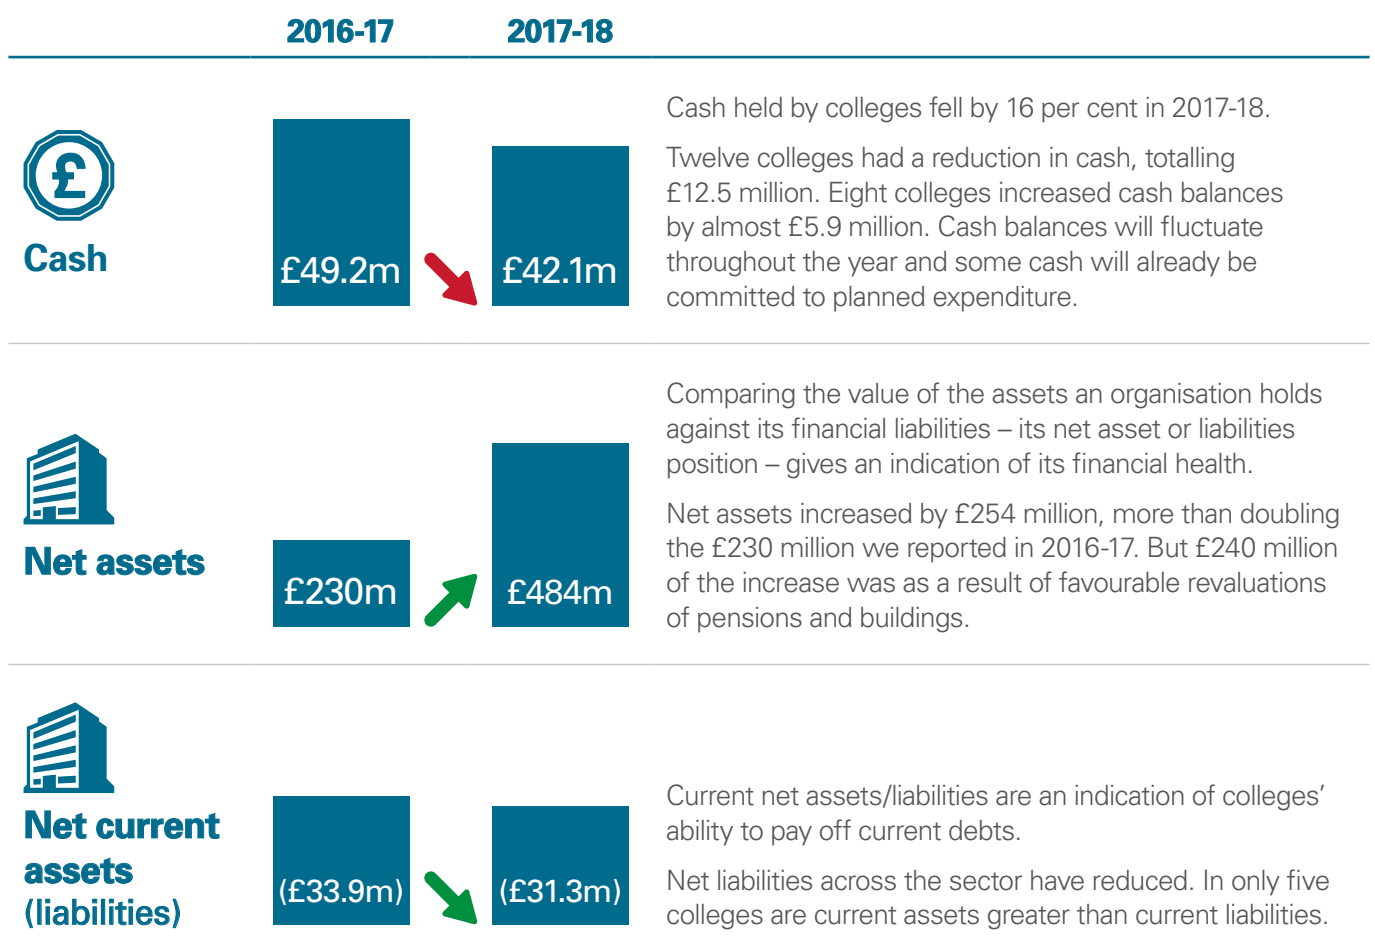 2016-17 2017-18
Cash
£49.2m
£42.1m
Cash held by colleges fell by 16 per cent in 2017-18.
Twelve colleges had a reduction in cash, totalling
£12.5 million. Eight colleges increased cash balances
by almost £5.9 million. Cash balances will fluctuate
throughout the year and some cash will already be
committed to planned expenditure.
Net assets
£230m
£484m
Comparing the value of the assets an organisation holds
against its financial liabilities – its net asset or liabilities
position – gives an indication of its financial health.
Net assets increased by £254 million, more than doubling
the £230 million we reported in 2016-17. But £240 million
of the increase was as a result of favourable revaluations
of pensions and buildings.
Net current
assets
(liabilities)
(£33.9m)
(£31.3m)
Current net assets/liabilities are an indication of colleges’
ability to pay off current debts.
Net liabilities across the sector have reduced. In only five
colleges are current assets greater than current liabilities.